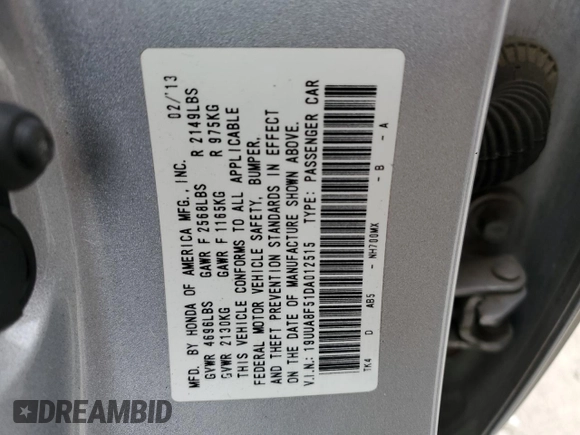 MFD. BY HONDA OF AMERICA MFG., INC. 02/'13
GVWR 4696LBS GAWR F 2568LBS R 2149LBS
GVWR 2130KG GAWR F 1165KG R 975KG
THIS VEHICLE CONFORMS TO ALL APPLICABLE
FEDERAL MOTOR VEHICLE SAFETY, BUMPER,
AND THEFT PREVENTION STANDARDS IN EFFECT
ON THE DATE OF MANUFACTURE SHOWN ABOVE.
V.I.N.: 19UUA8F51DA012515 TYPE: PASSENGER CAR
TK4 D AB5 - NH700MX - B - A
DREAMBID